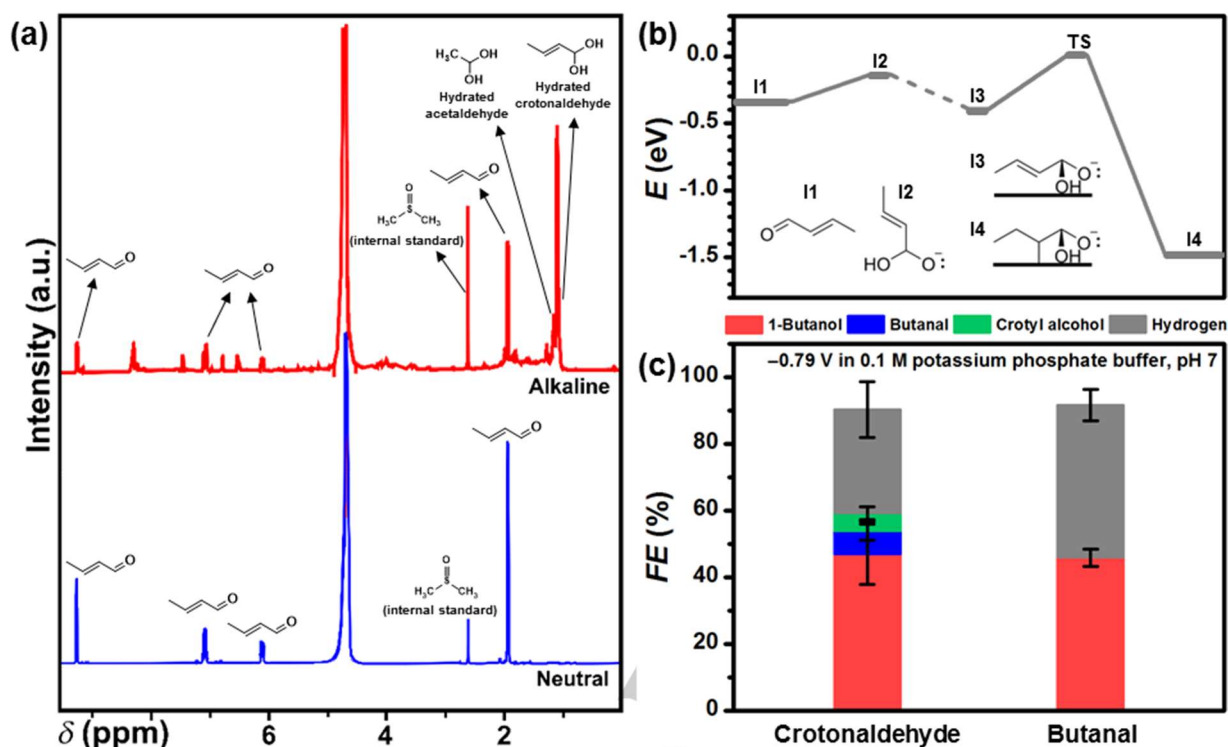 (a)
Intensity (a.u.)
H₃C OH
OH
Hydrated
acetaldehyde
OH
OH
Hydrated
crotonaldehyde
O
O
S
H₃C CH₃
(internal standard)
O
O
Alkaline
O
O
O
O
O
S
H₃C CH₃
(internal standard)
Neutral
6 4 2
δ (ppm)
(b)
E (eV)
0.0
-0.5
-1.0
-1.5
I1
I2
I3
TS
I4
I1
O
I2
HO O:⁻
I3
O:⁻
OH
I4
O:⁻
OH
1-Butanol Butanal Crotyl alcohol Hydrogen
(c)
–0.79 V in 0.1 M potassium phosphate buffer, pH 7
FE (%)
100
80
60
40
20
0
Crotonaldehyde Butanal